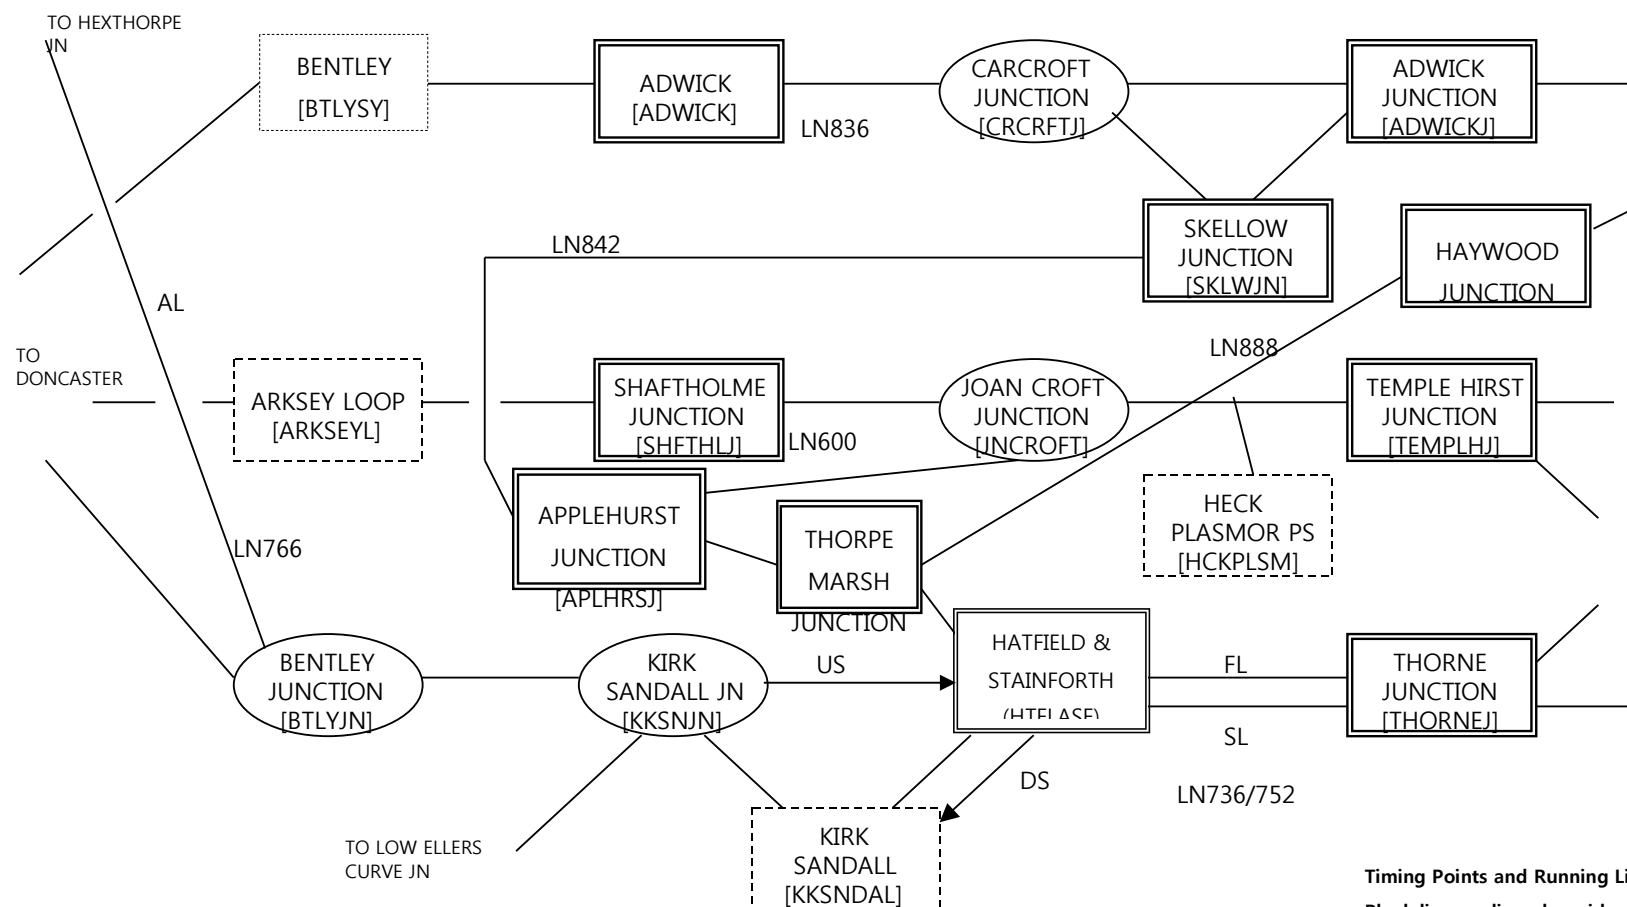 TO HEXTHORPE
JN
BENTLEY
[BTLYSY]
ADWICK
[ADWICK]
LN836
CARCROFT
JUNCTION
[CRCRFTJ]
ADWICK
JUNCTION
[ADWICKJ]
SKELLOW
JUNCTION
[SKLWJN]
HAYWOOD
JUNCTION
LN842
AL
LN888
TO
DONCASTER
ARKSEY LOOP
[ARKSEYL]
SHAFTHOLME
JUNCTION
[SHFTHLJ]
LN600
JOAN CROFT
JUNCTION
[JNCROFT]
TEMPLE HIRST
JUNCTION
[TEMPLHJ]
APPLEHURST
JUNCTION
[APLHRSJ]
THORPE
MARSH
JUNCTION
HECK
PLASMOR PS
[HCKPLSM]
LN766
BENTLEY
JUNCTION
[BTLYJN]
KIRK
SANDALL JN
[KKSNJN]
US
HATFIELD &
STAINFORTH
FL
SL
THORNE
JUNCTION
[THORNEJ]
DS
LN736/752
TO LOW ELLERS
CURVE JN
KIRK
SANDALL
[KKSNDAL]
Timing Points and Running Li